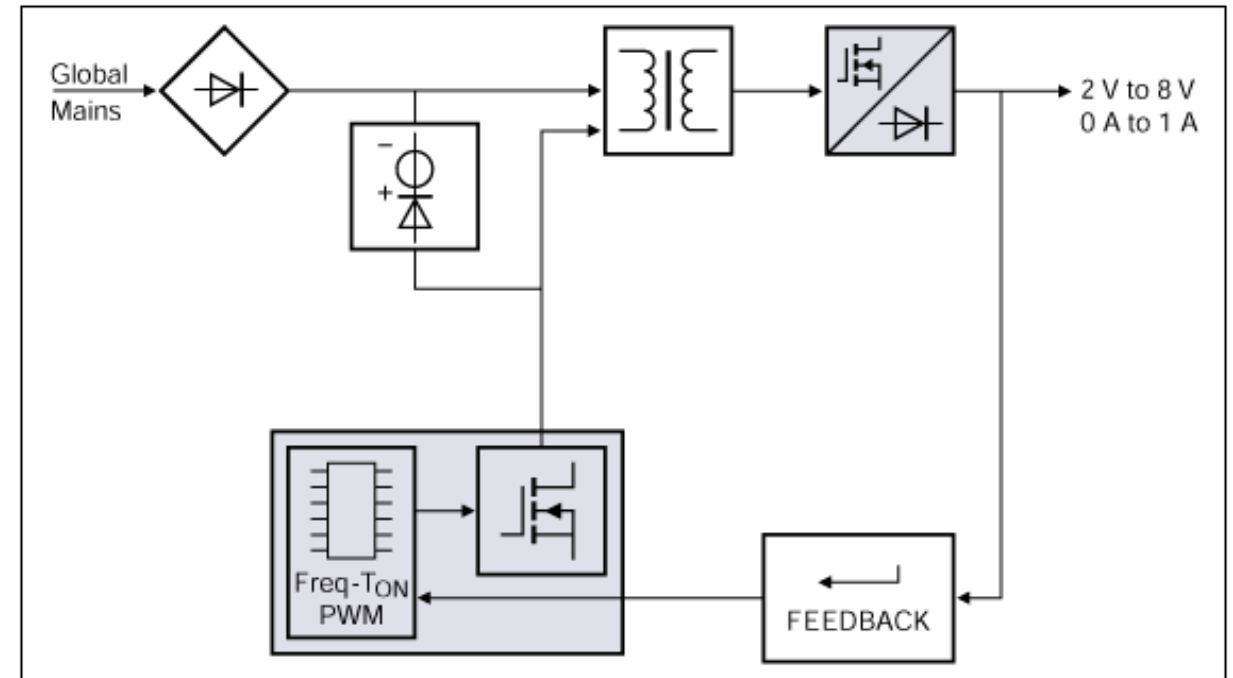 Global
Mains
2 V to 8 V
0 A to 1 A
−
+
Freq-TON
PWM
FEEDBACK